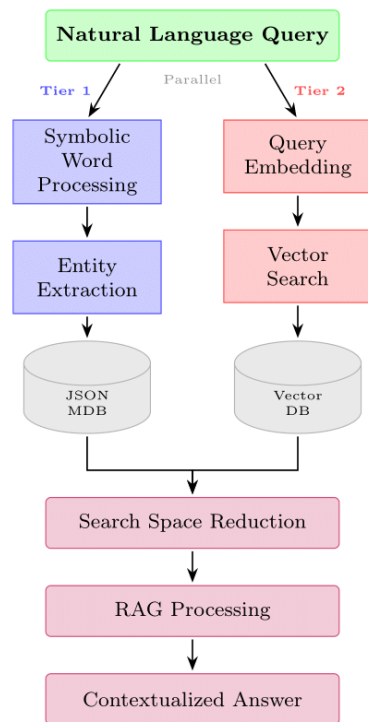 Natural Language Query
Parallel
Tier 1
Tier 2
Symbolic
Word
Processing
Query
Embedding
Entity
Extraction
Vector
Search
JSON
MDB
Vector
DB
Search Space Reduction
RAG Processing
Contextualized Answer